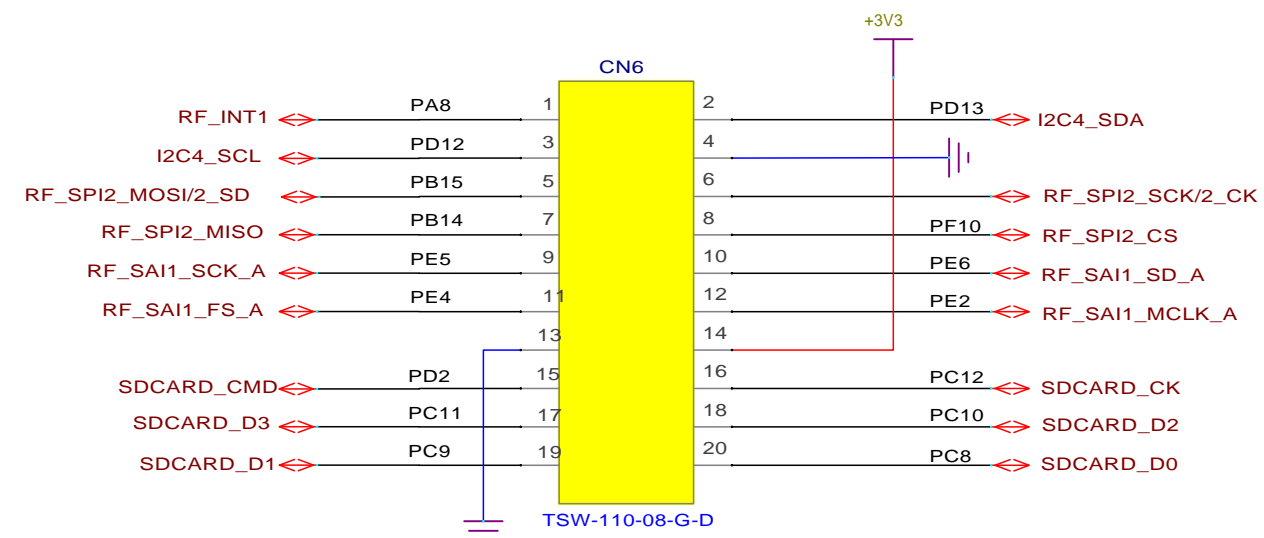 +3V3
CN6
RF_INT1 PA8 1 2 PD13 I2C4_SDA
I2C4_SCL PD12 3 4
RF_SPI2_MOSI/2_SD PB15 5 6 RF_SPI2_SCK/2_CK
RF_SPI2_MISO PB14 7 8 PF10 RF_SPI2_CS
RF_SAI1_SCK_A PE5 9 10 PE6 RF_SAI1_SD_A
RF_SAI1_FS_A PE4 11 12 PE2 RF_SAI1_MCLK_A
13 14
SDCARD_CMD PD2 15 16 PC12 SDCARD_CK
SDCARD_D3 PC11 17 18 PC10 SDCARD_D2
SDCARD_D1 PC9 19 20 PC8 SDCARD_D0
TSW-110-08-G-D